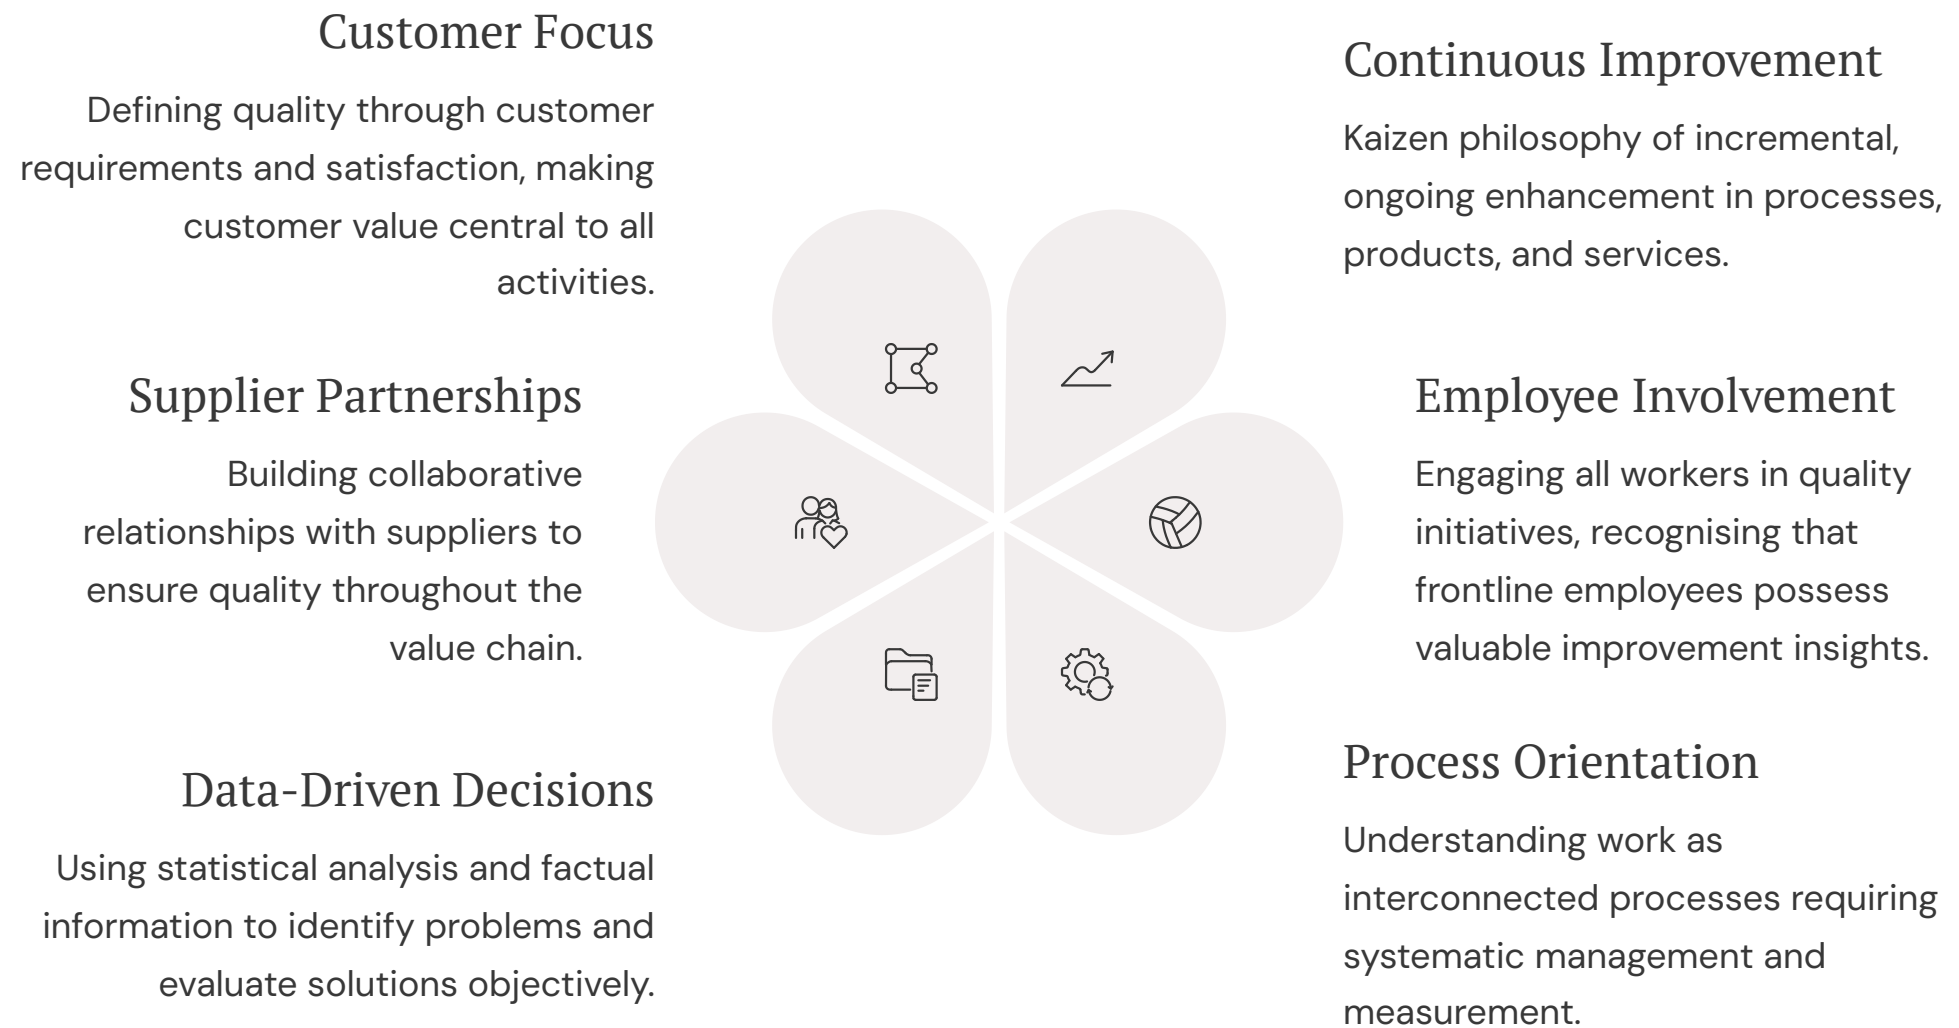 Customer Focus
Defining quality through customer
requirements and satisfaction, making
customer value central to all
activities.
Continuous Improvement
Kaizen philosophy of incremental,
ongoing enhancement in processes,
products, and services.
Supplier Partnerships
Building collaborative
relationships with suppliers to
ensure quality throughout the
value chain.
Employee Involvement
Engaging all workers in quality
initiatives, recognising that
frontline employees possess
valuable improvement insights.
Data-Driven Decisions
Using statistical analysis and factual
information to identify problems and
evaluate solutions objectively.
Process Orientation
Understanding work as
interconnected processes requiring
systematic management and
measurement.